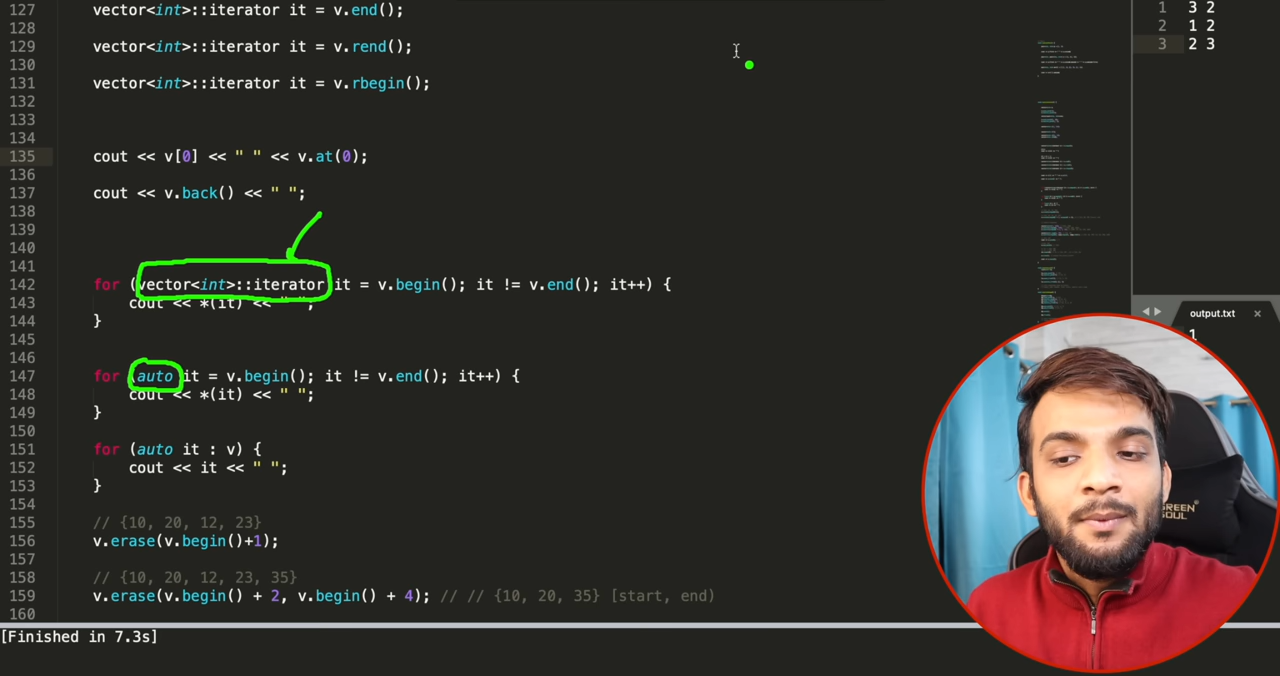 127 vector<int>::iterator it = v.end();
128
129 vector<int>::iterator it = v.rend();
130
131 vector<int>::iterator it = v.rbegin();
132
133
134
135 cout << v[0] << " " << v.at(0);
136
137 cout << v.back() << " ";
138
139
140
141
142 for (vector<int>::iterator it = v.begin(); it != v.end(); it++) {
143 cout << *(it) << " ";
144 }
145
146
147 for (auto it = v.begin(); it != v.end(); it++) {
148 cout << *(it) << " ";
149 }
150
151 for (auto it : v) {
152 cout << it << " ";
153 }
154
155 // {10, 20, 12, 23}
156 v.erase(v.begin()+1);
157
158 // {10, 20, 12, 23, 35}
159 v.erase(v.begin() + 2, v.begin() + 4); // // {10, 20, 35} [start, end)
160
[Finished in 7.3s]
1 3 2
2 1 2
3 2 3
output.txt ×
1
GREEN
SOUL